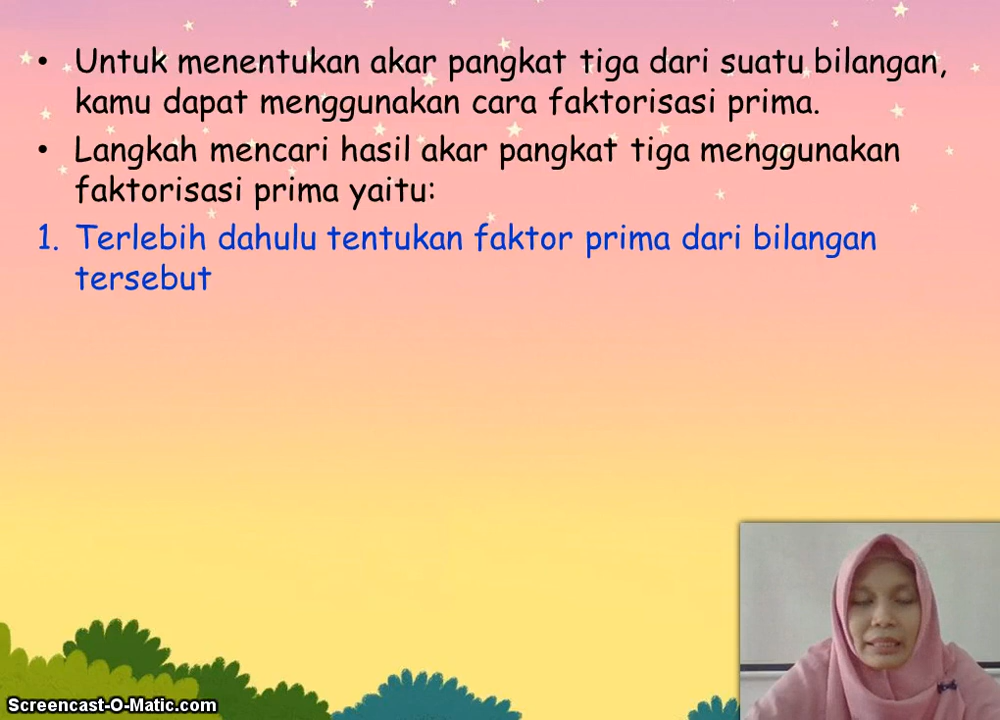 • Untuk menentukan akar pangkat tiga dari suatu bilangan,
kamu dapat menggunakan cara faktorisasi prima.
• Langkah mencari hasil akar pangkat tiga menggunakan
faktorisasi prima yaitu:
1. Terlebih dahulu tentukan faktor prima dari bilangan
tersebut
Screencast-O-Matic.com